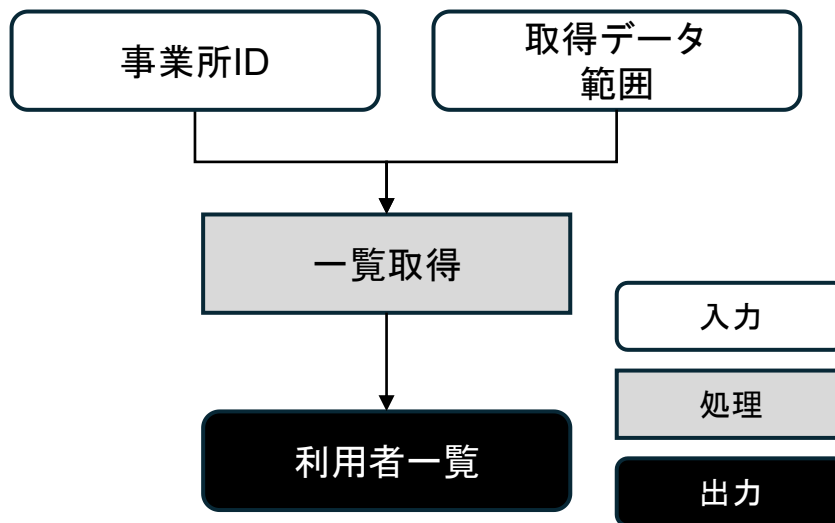 事業所ID
取得データ
範囲
一覧取得
入力
処理
利用者一覧
出力